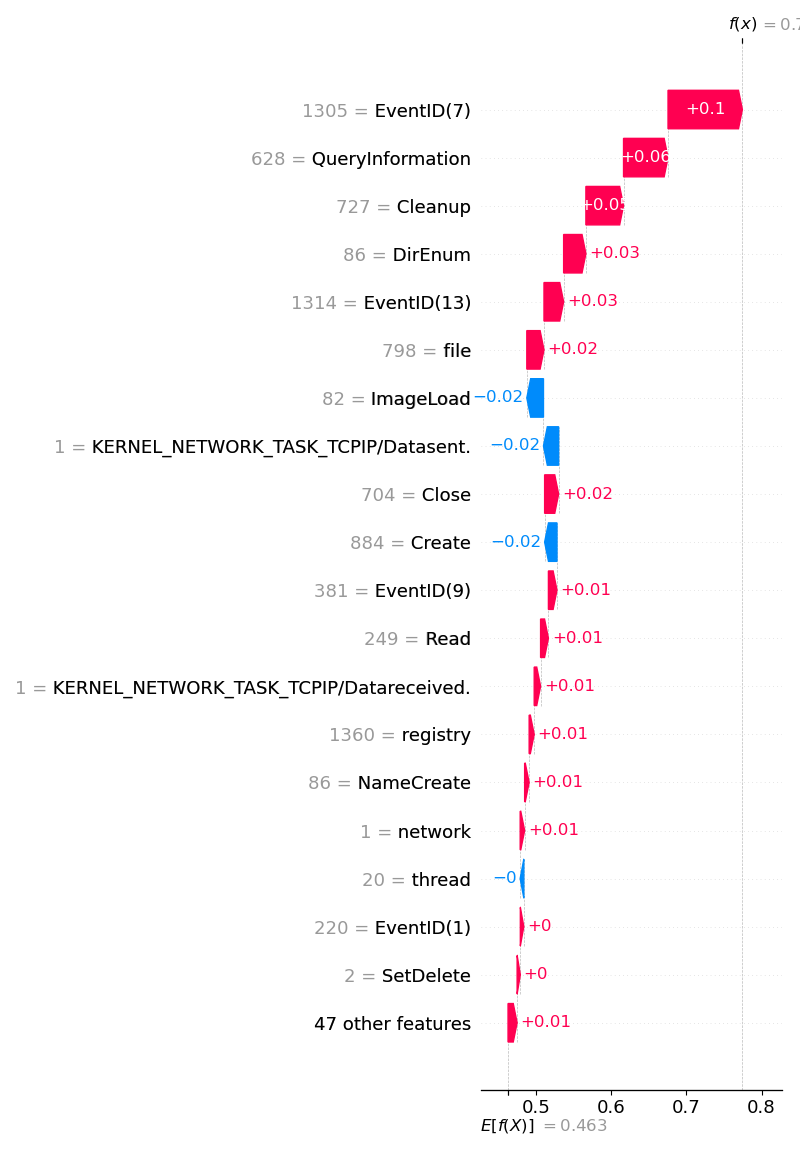 f(x) = 0.7
1305 = EventID(7) +0.1
628 = QueryInformation +0.06
727 = Cleanup +0.05
86 = DirEnum +0.03
1314 = EventID(13) +0.03
798 = file +0.02
82 = ImageLoad −0.02
1 = KERNEL_NETWORK_TASK_TCPIP/Datasent. −0.02
704 = Close +0.02
884 = Create −0.02
381 = EventID(9) +0.01
249 = Read +0.01
1 = KERNEL_NETWORK_TASK_TCPIP/Datareceived. +0.01
1360 = registry +0.01
86 = NameCreate +0.01
1 = network +0.01
20 = thread −0
220 = EventID(1) +0
2 = SetDelete +0
47 other features +0.01
0.5 0.6 0.7 0.8
E[f(X)] = 0.463